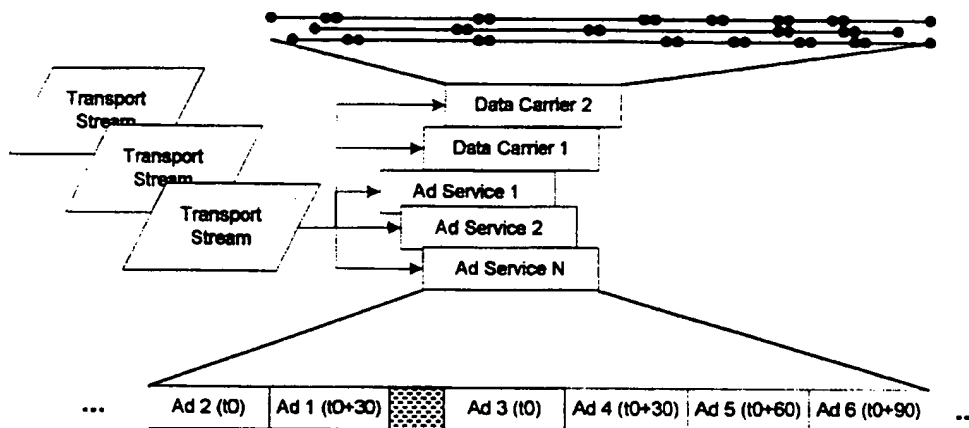 Transport
Stream
Transport
Stream
Transport
Stream
Data Carrier 2
Data Carrier 1
Ad Service 1
Ad Service 2
Ad Service N
... Ad 2 (t0) Ad 1 (t0+30) Ad 3 (t0) Ad 4 (t0+30) Ad 5 (t0+60) Ad 6 (t0+90) ..